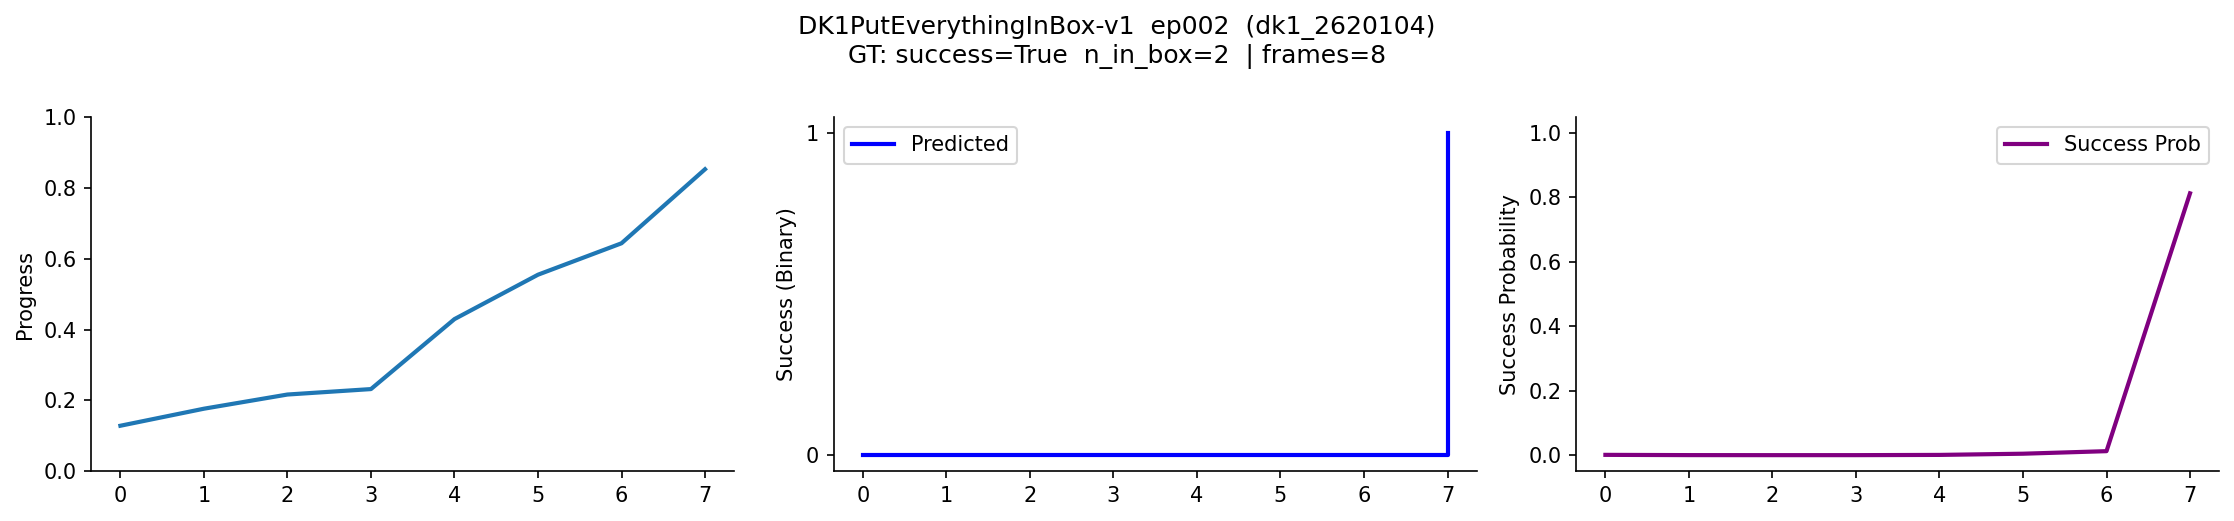 DK1PutEverythingInBox-v1  ep002  (dk1_2620104)
GT: success=True  n_in_box=2  | frames=8
Progress
1.0
0.8
0.6
0.4
0.2
0.0
0 1 2 3 4 5 6 7
Success (Binary)
1
0
Predicted
0 1 2 3 4 5 6 7
Success Probability
1.0
0.8
0.6
0.4
0.2
0.0
Success Prob
0 1 2 3 4 5 6 7